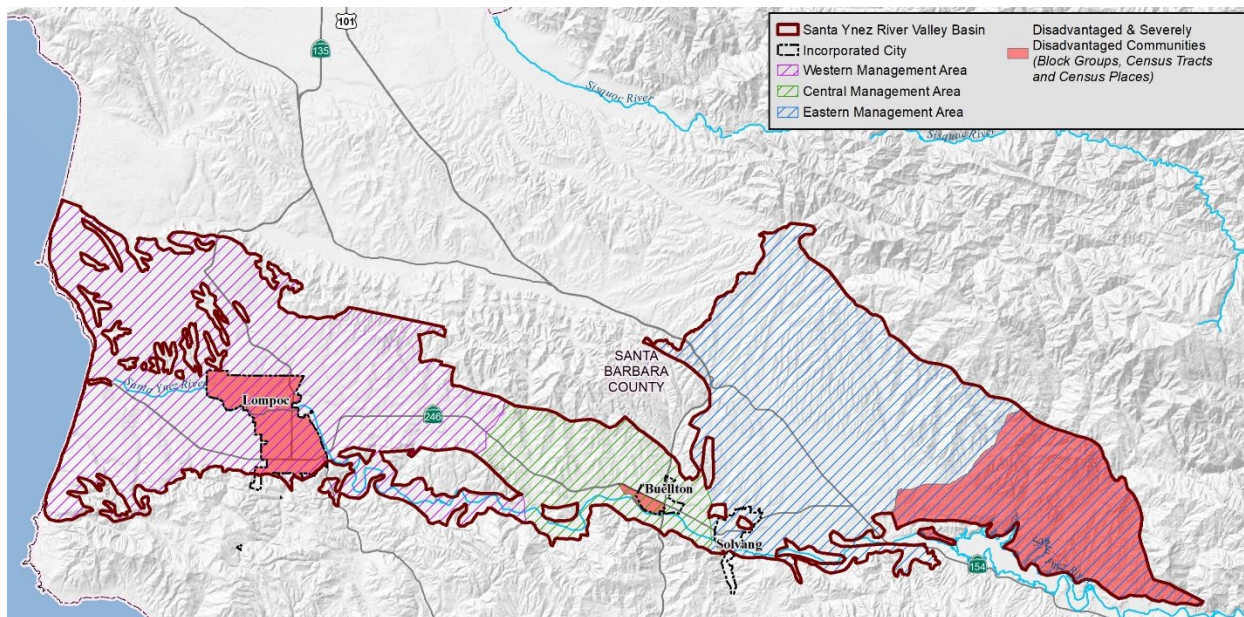 101
135
Santa Ynez River Valley Basin
Incorporated City
Western Management Area
Central Management Area
Eastern Management Area
Disadvantaged & Severely
Disadvantaged Communities
(Block Groups, Census Tracts
and Census Places)
Sisquoc River
Sisquoc River
SANTA
BARBARA
COUNTY
Santa Ynez River
Lompoc
246
Buellton
Solvang
154
Ynez